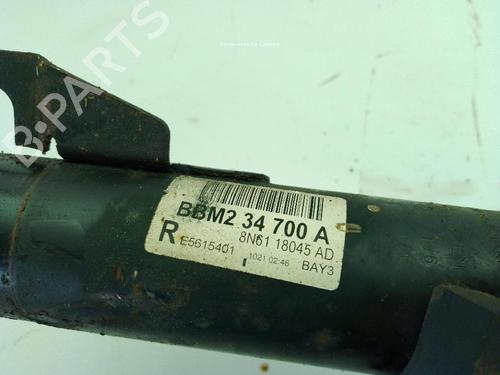 B-PARTS
BBM2 34 700 A
8N61 18045 AD
R E5615401 1021 02:46 BAY3